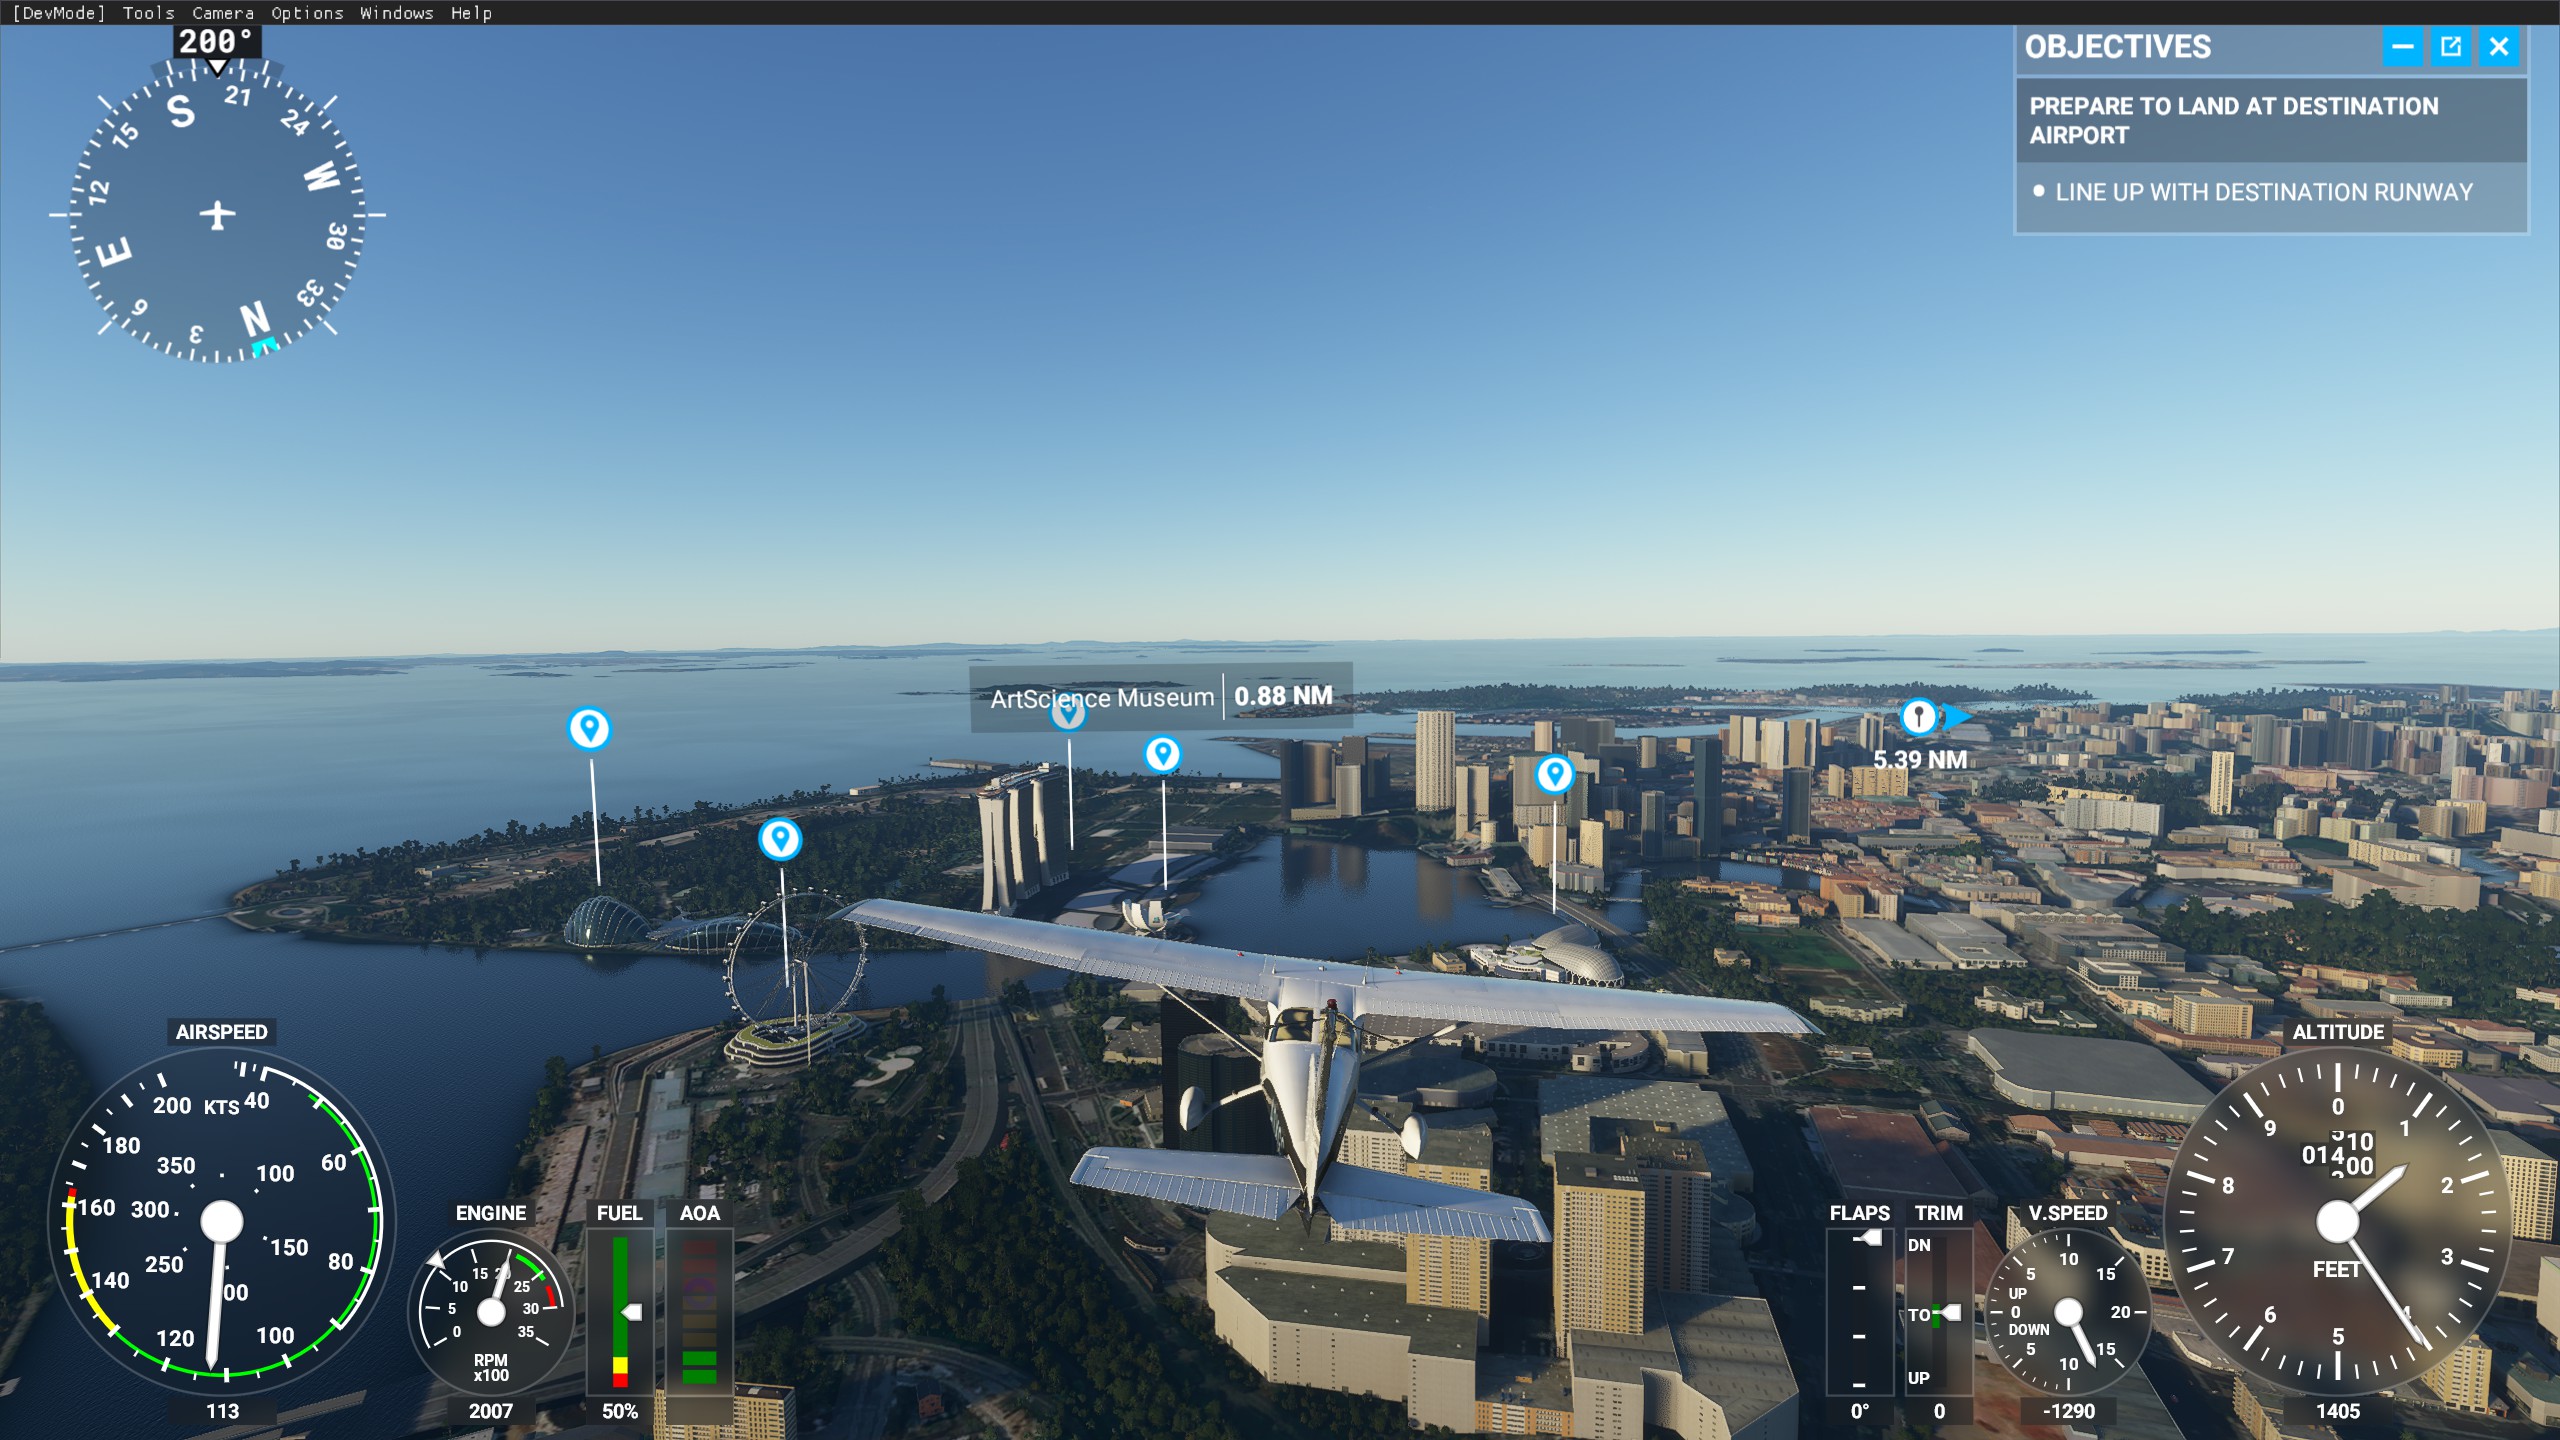 [DevMode] Tools Camera Options Windows Help
200°
S 21 24 W 30 33 N 3 6 E 12 15
OBJECTIVES
PREPARE TO LAND AT DESTINATION
AIRPORT
LINE UP WITH DESTINATION RUNWAY
ArtScience Museum 0.88 NM
5.39 NM
AIRSPEED
200 KTS 40
180 60
350 100
160 300 80
250 150
140
120 100
113
ENGINE
0 5 10 15 25 30 35
RPM
x100
2007
FUEL
50%
AOA
FLAPS
0°
TRIM
DN
TO
UP
0
V.SPEED
10
5 15
UP
0 20
DOWN
5 15
10
-1290
ALTITUDE
0
9 1
8 2
7 3
FEET
6 4
5
1405